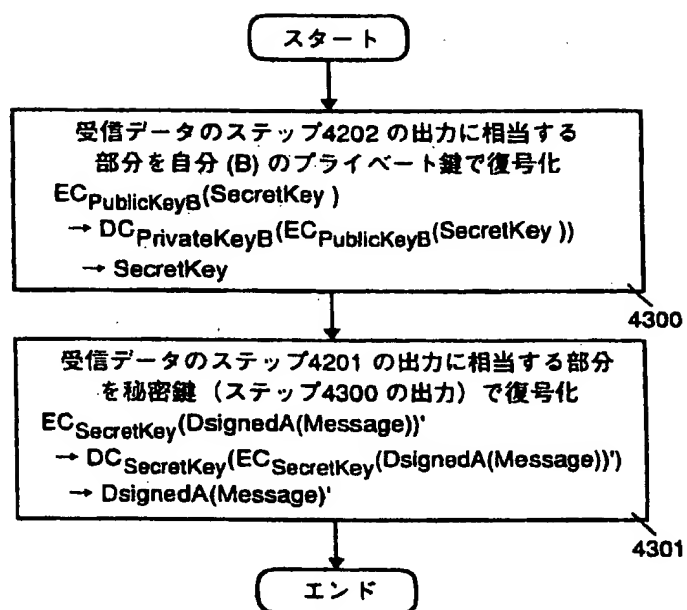 スタート
受信データのステップ4202 の出力に相当する
部分を自分 (B) のプライベート鍵で復号化
EC_PublicKeyB(SecretKey )
→ DC_PrivateKeyB(EC_PublicKeyB(SecretKey ))
→ SecretKey
4300
受信データのステップ4201 の出力に相当する部分
を秘密鍵（ステップ4300 の出力）で復号化
EC_SecretKey(DsignedA(Message))'
→ DC_SecretKey(EC_SecretKey(DsignedA(Message))')
→ DsignedA(Message)'
4301
エンド